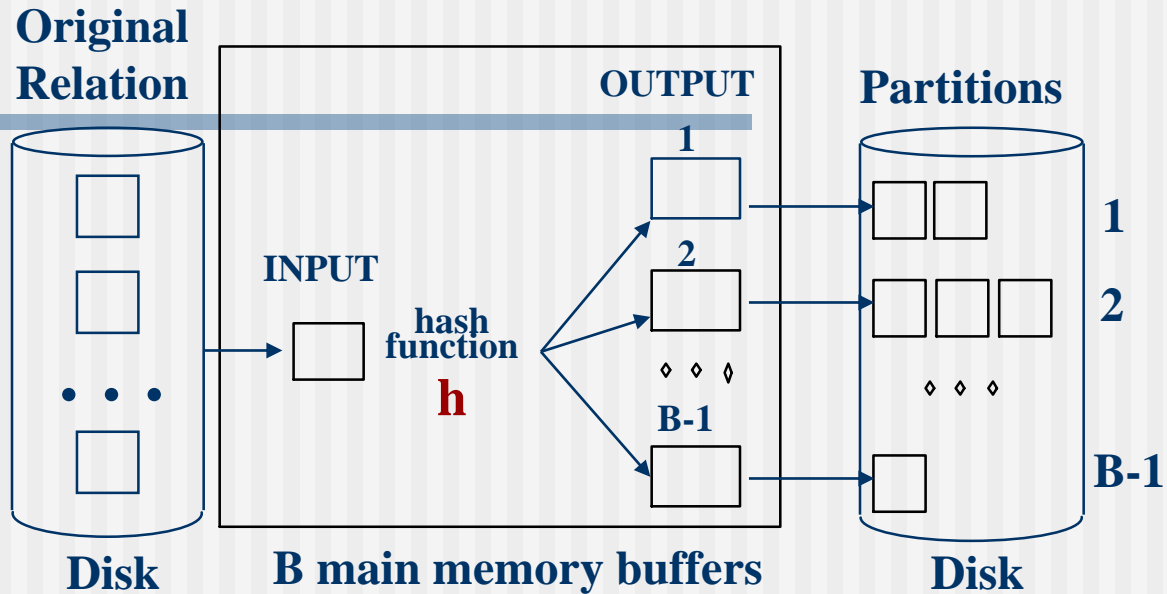 Original
Relation
OUTPUT
Partitions
1
1
INPUT
2
2
hash
function
h
B-1
B-1
Disk
B main memory buffers
Disk